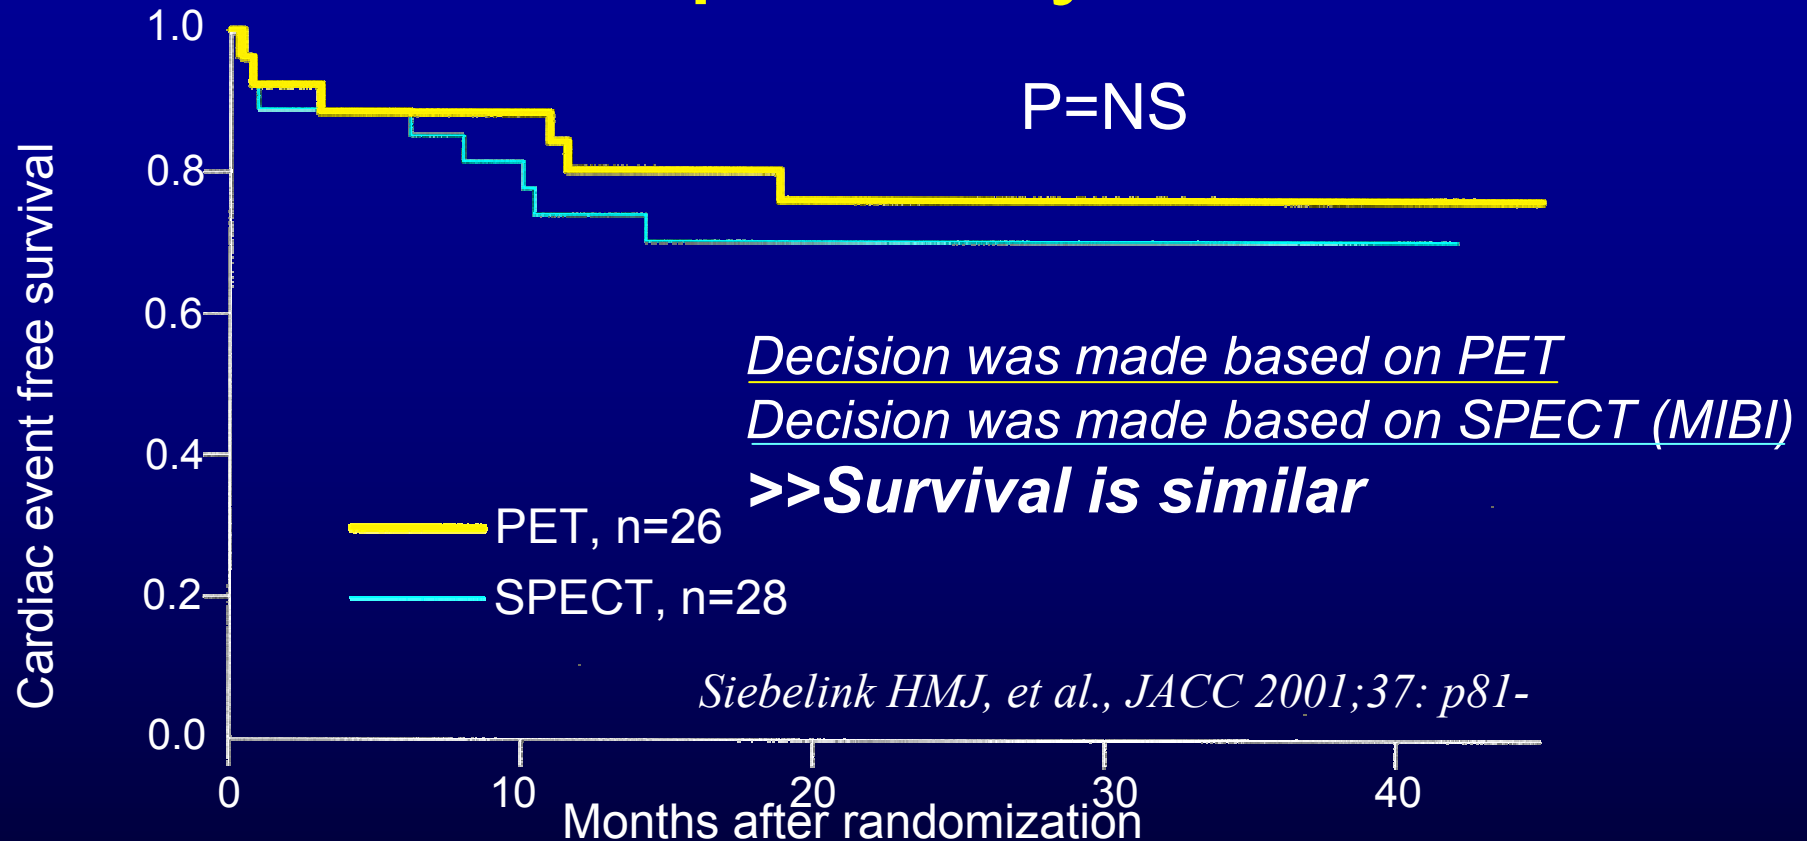 1.0
P=NS
0.8
0.6
Decision was made based on PET
Decision was made based on SPECT (MIBI)
0.4
>>Survival is similar
PET, n=26
0.2
SPECT, n=28
Siebelink HMJ, et al., JACC 2001;37: p81-
0.0
0 10 20 30 40
Months after randomization
Cardiac event free survival